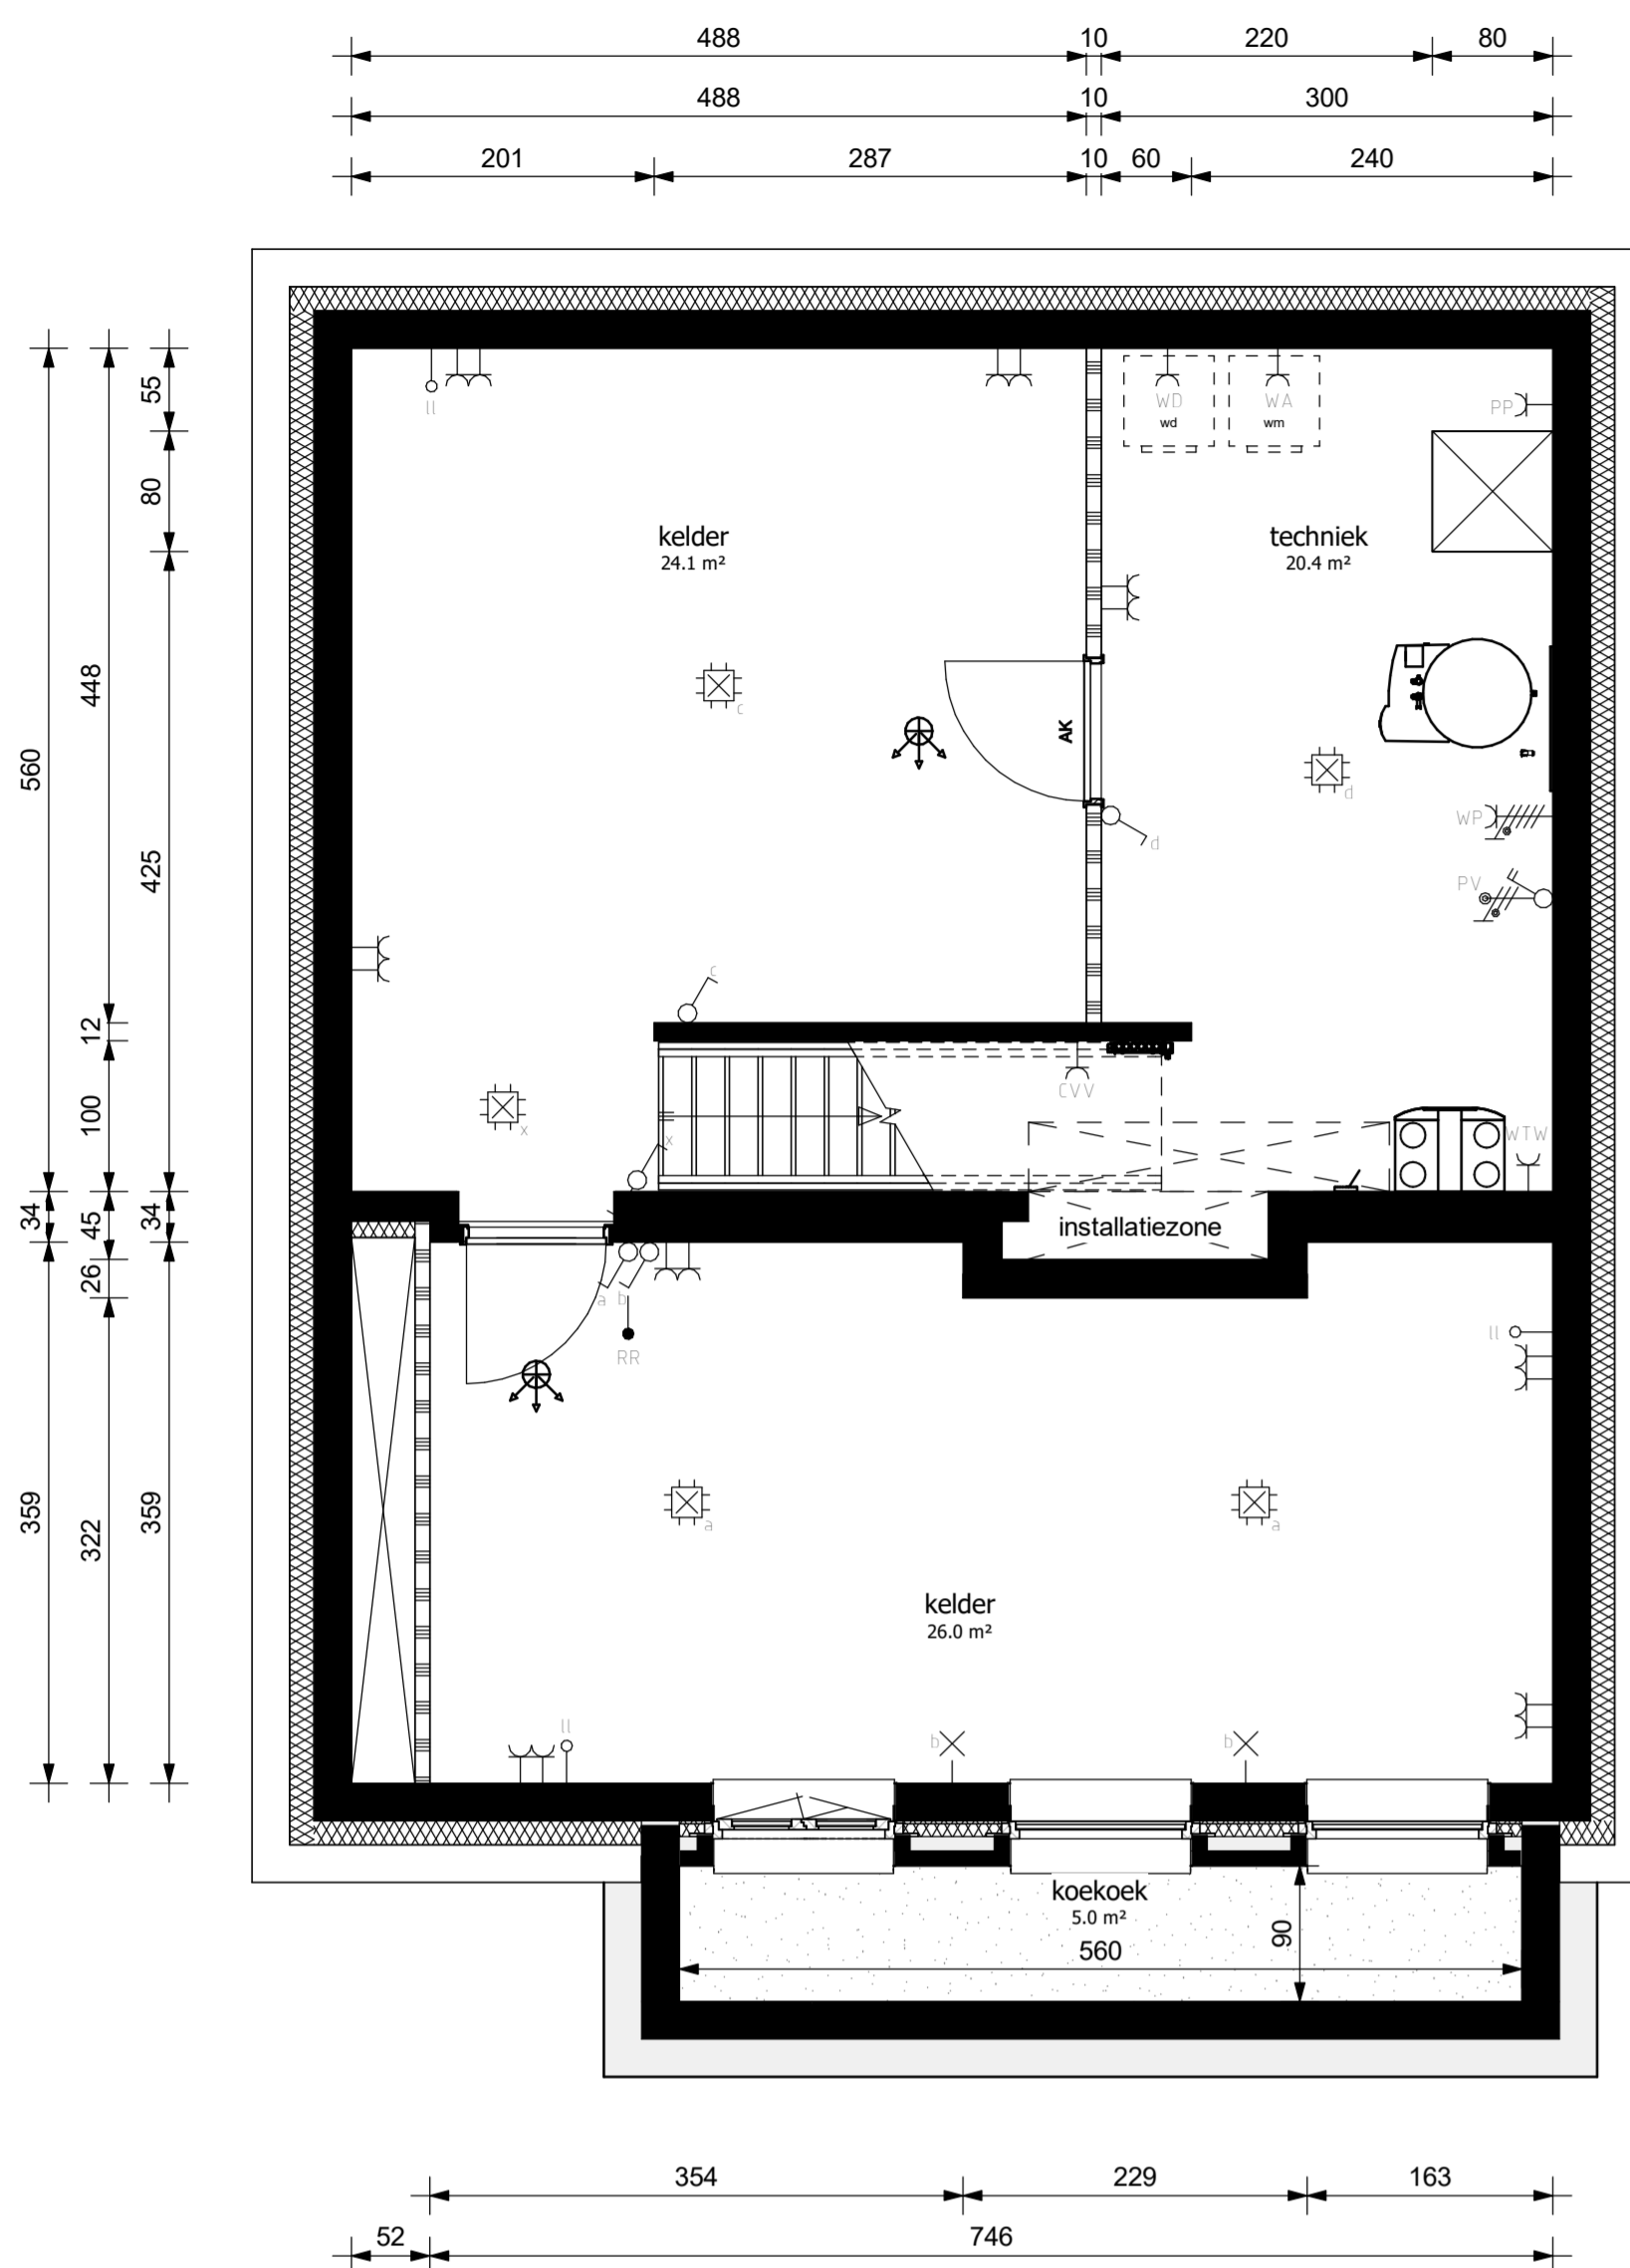 488 10 220 80
488 10 300
201 287 10 60 240
55
80
425
34
359
448
12
100
45
26
322
560
34
359
ll
WD
wd
WA
wm
PP
kelder
24.1 m²
techniek
20.4 m²
c
AK
d
d
WP
PV
c
CVV
x
x
WTW
installatiezone
a b
RR
ll
a
a
kelder
26.0 m²
ll
b
b
koekoek
5.0 m²
560
90
354 229 163
52 746